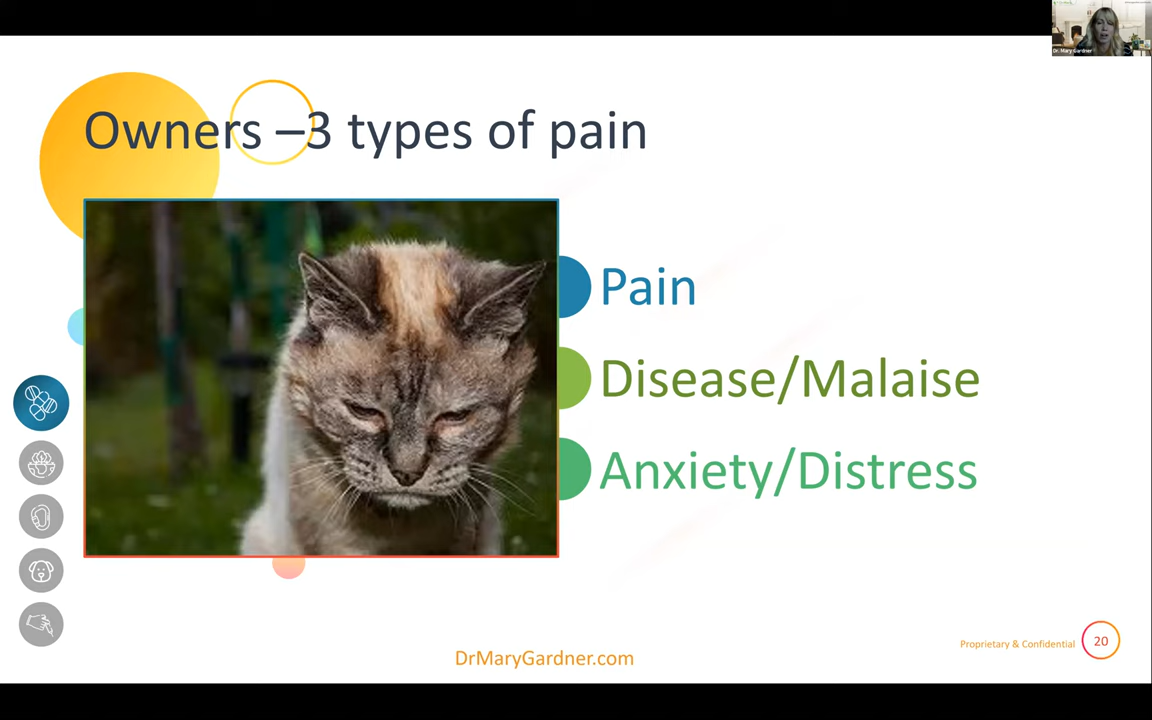 Dr. Mary Gardner
Owners –3 types of pain
Pain
Disease/Malaise
Anxiety/Distress
Proprietary & Confidential
20
DrMaryGardner.com